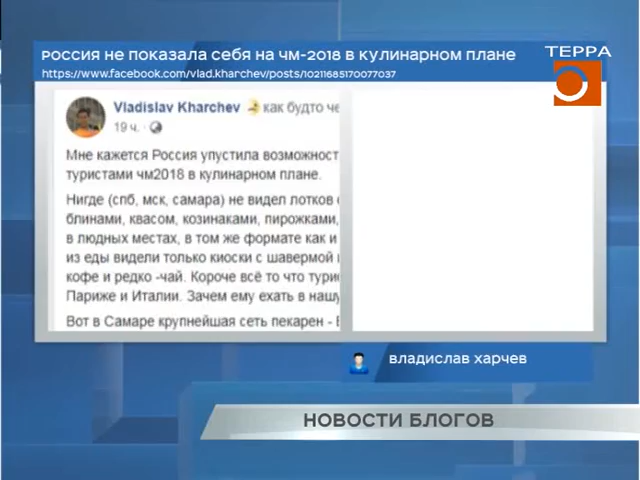 РОССИЯ НЕ ПОКАЗАЛА СЕБЯ НА ЧМ-2018 В КУЛИНАРНОМ ПЛАНЕ
https://www.facebook.com/vlad.kharchev/posts/10211685170077037
ТЕРРА
Vladislav Kharchev как будто че
19 ч.
Мне кажется Россия упустила возможност
туристами чм2018 в кулинарном плане.
Нигде (спб, мск, самара) не видел лотков
блинами, квасом, козинаками, пирожками,
в людных местах, в том же формате как и
из еды видели только киоски с шавермой
кофе и редко -чай. Короче всё то что тури
Париже и Италии. Зачем ему ехать в нашу
Вот в Самаре крупнейшая сеть пекарен -
ВЛАДИСЛАВ ХАРЧЕВ
НОВОСТИ БЛОГОВ